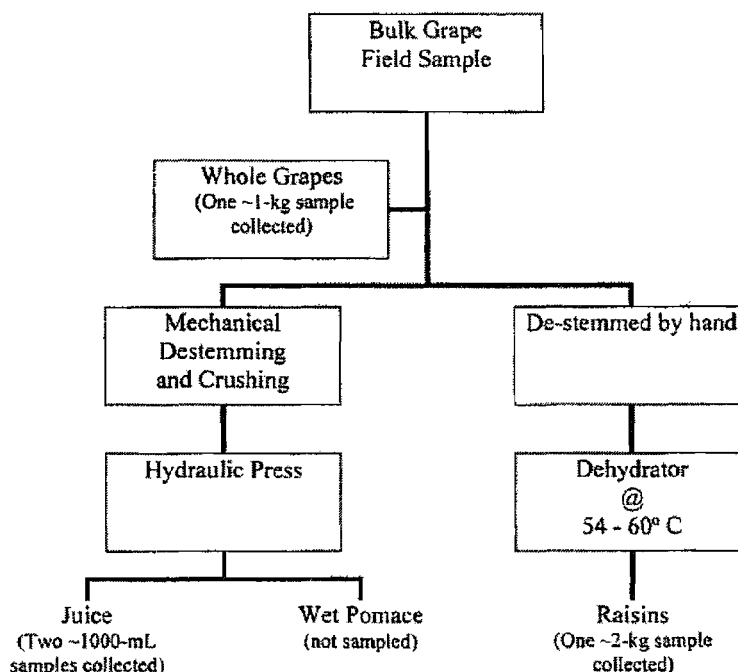 Bulk Grape
Field Sample
Whole Grapes
(One ~1-kg sample
collected)
Mechanical
Destemming
and Crushing
De-stemmed by hand
Hydraulic Press
Dehydrator
@
54 - 60º C
Juice
(Two ~1000-mL
samples collected)
Wet Pomace
(not sampled)
Raisins
(One ~2-kg sample
collected)